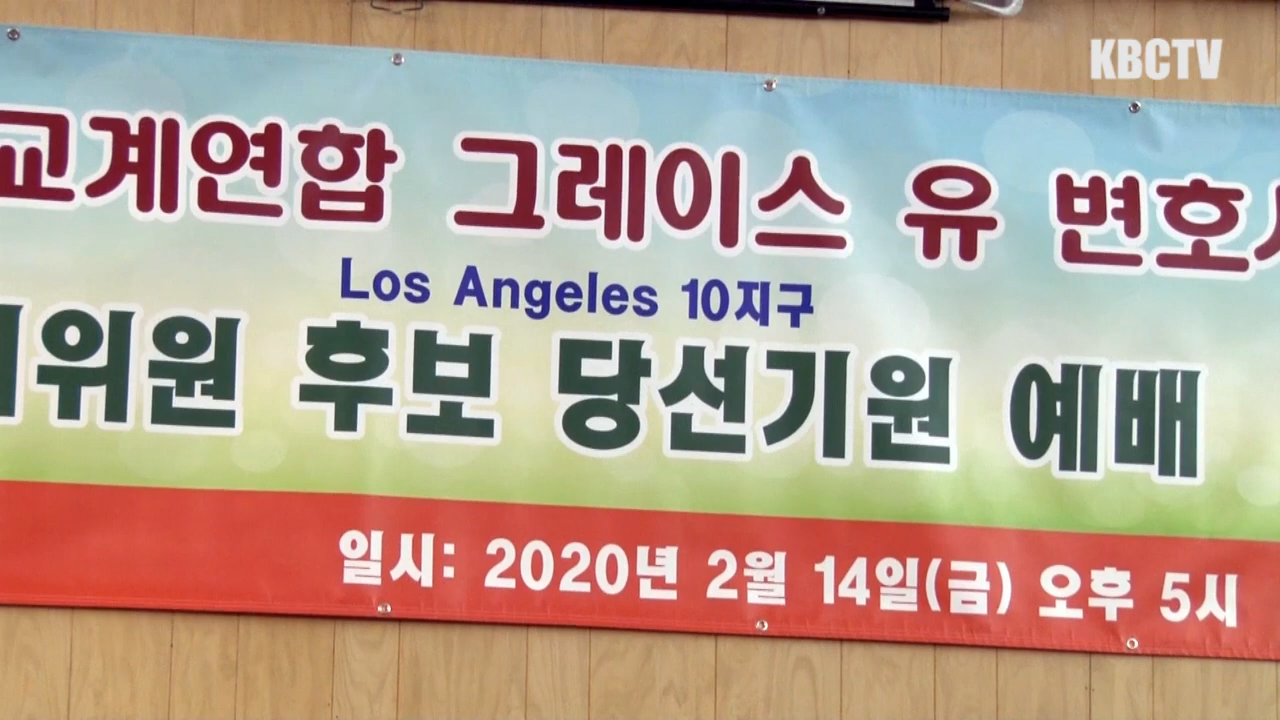 KBCTV
교계연합 그레이스 유 변호사
Los Angeles 10지구
위원 후보 당선기원 예배
일시: 2020년 2월 14일(금) 오후 5시